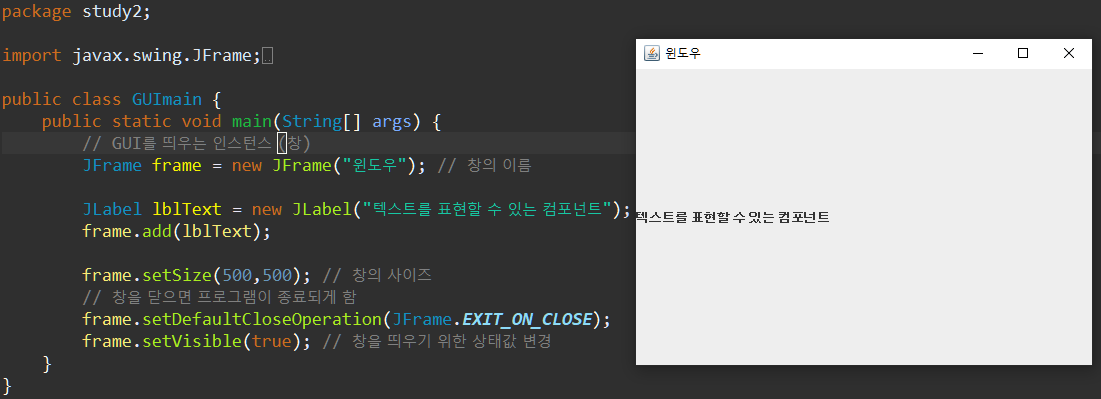 package study2;
import javax.swing.JFrame;
public class GUImain {
public static void main(String[] args) {
// GUI를 띄우는 인스턴스 (창)
JFrame frame = new JFrame("윈도우"); // 창의 이름
JLabel lblText = new JLabel("텍스트를 표현할 수 있는 컴포넌트");
frame.add(lblText);
frame.setSize(500,500); // 창의 사이즈
// 창을 닫으면 프로그램이 종료되게 함
frame.setDefaultCloseOperation(JFrame.EXIT_ON_CLOSE);
frame.setVisible(true); // 창을 띄우기 위한 상태값 변경
}
}
윈도우
텍스트를 표현할 수 있는 컴포넌트